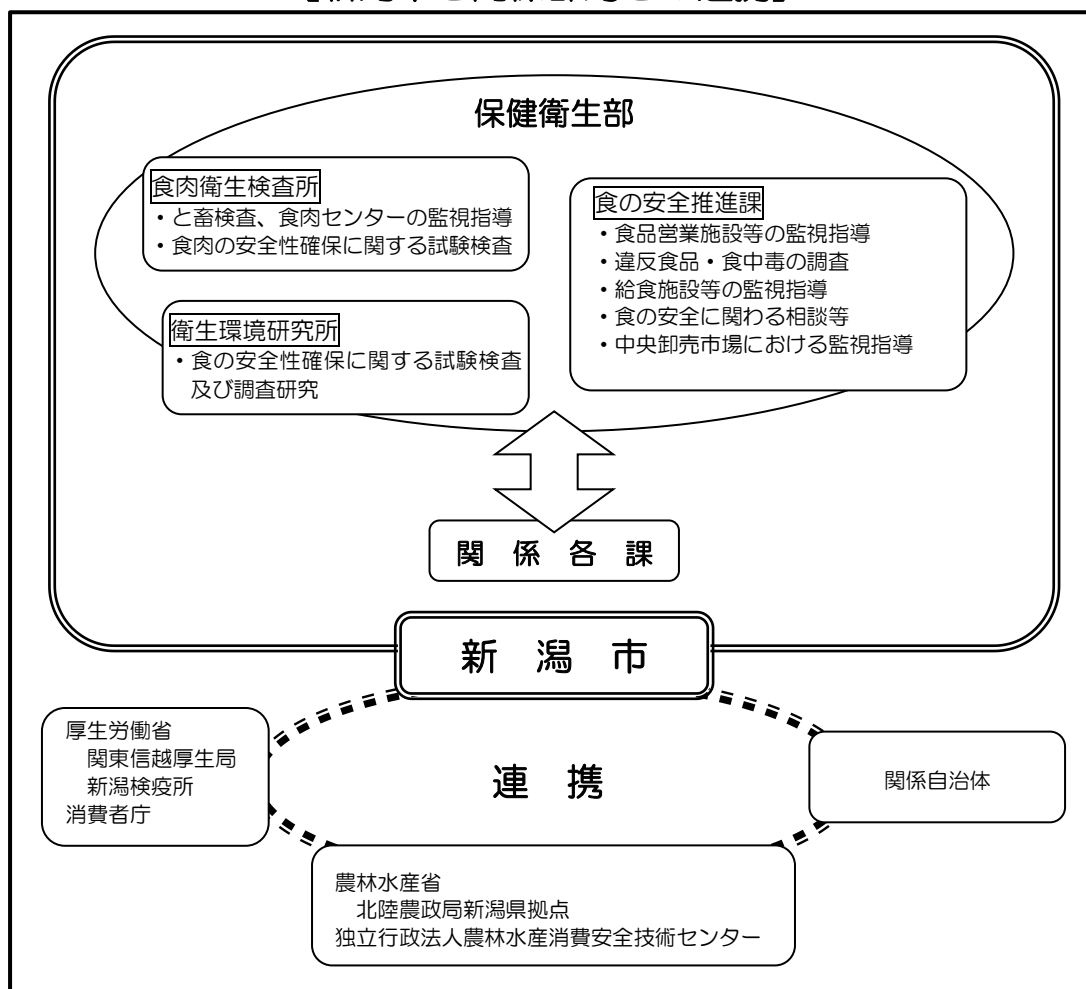 保健衛生部
食肉衛生検査所
・と畜検査、食肉センターの監視指導
・食肉の安全性確保に関する試験検査
食の安全推進課
・食品営業施設等の監視指導
・違反食品・食中毒の調査
・給食施設等の監視指導
・食の安全に関わる相談等
・中央卸売市場における監視指導
衛生環境研究所
・食の安全性確保に関する試験検査
及び調査研究
関 係 各 課
新 潟 市
厚生労働省
関東信越厚生局
新潟検疫所
消費者庁
連 携
関係自治体
農林水産省
北陸農政局新潟県拠点
独立行政法人農林水産消費安全技術センター